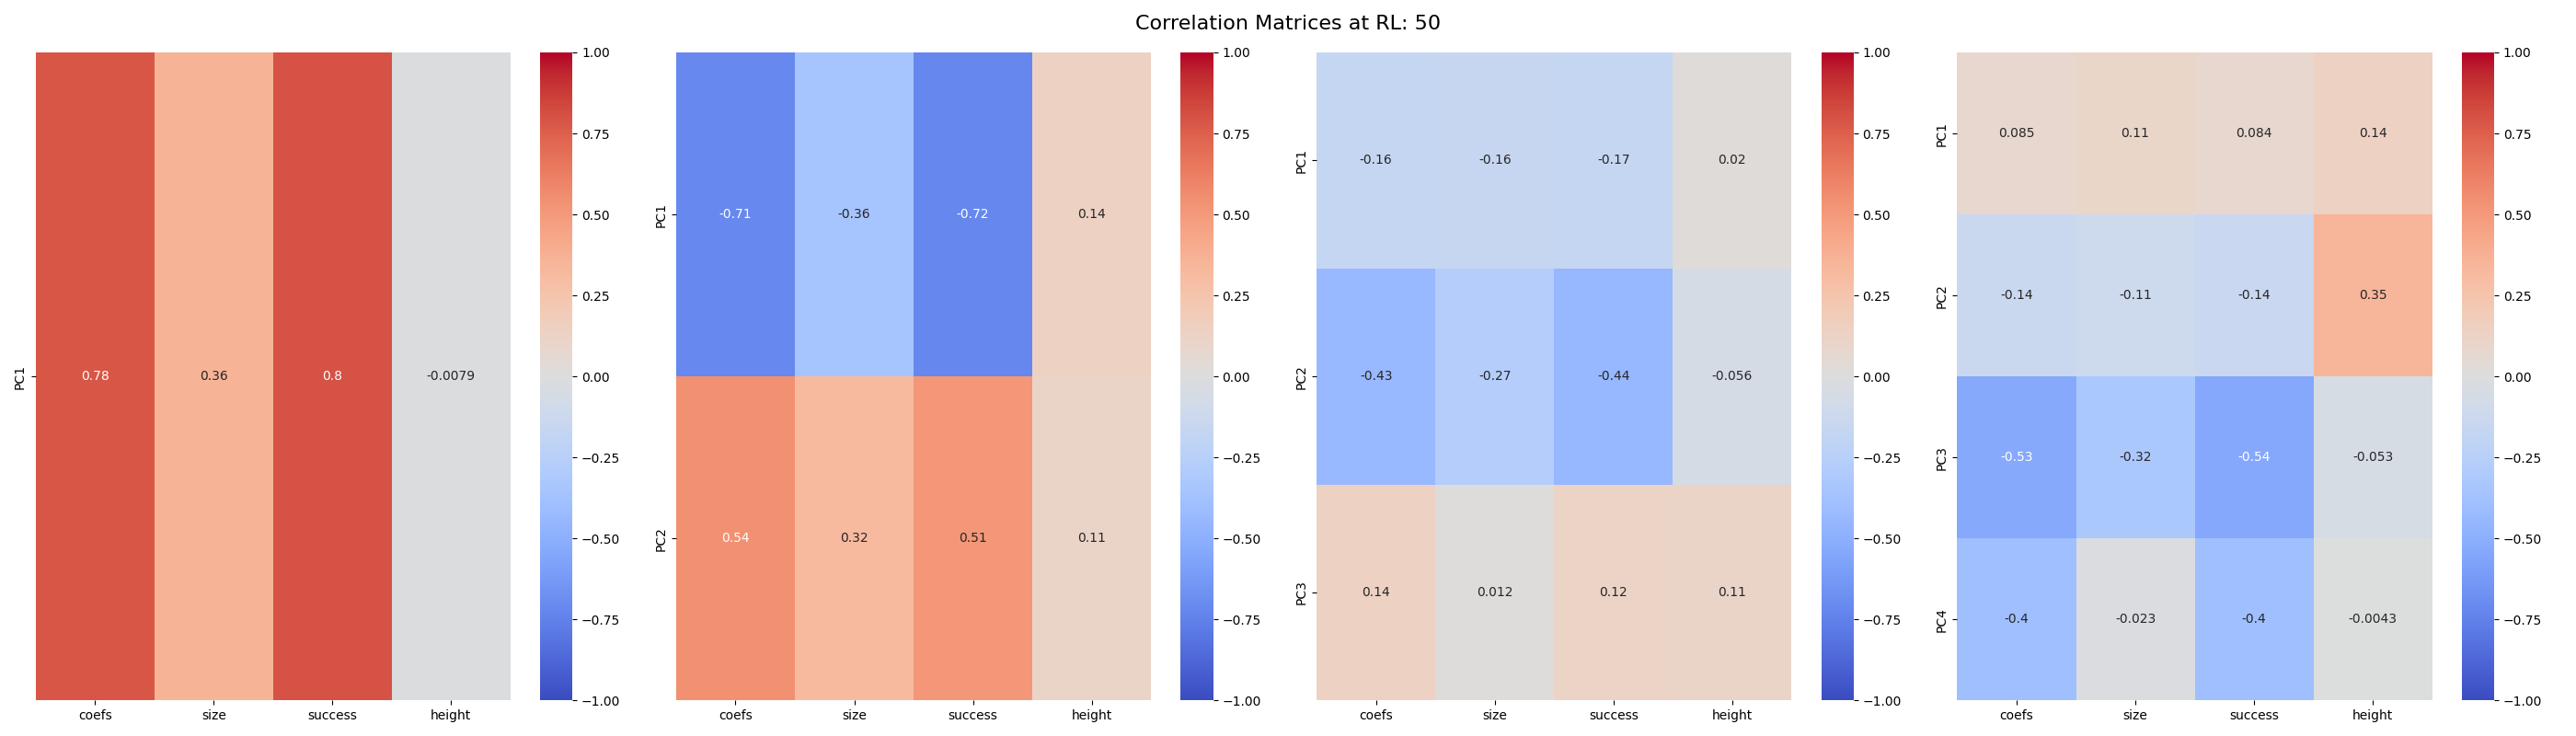 Correlation Matrices at RL: 50
PC1
0.78 0.36 0.8 -0.0079
coefs size success height
1.00
0.75
0.50
0.25
0.00
−0.25
−0.50
−0.75
−1.00
PC1
-0.71 -0.36 -0.72 0.14
PC2
0.54 0.32 0.51 0.11
coefs size success height
1.00
0.75
0.50
0.25
0.00
−0.25
−0.50
−0.75
−1.00
PC1
-0.16 -0.16 -0.17 0.02
PC2
-0.43 -0.27 -0.44 -0.056
PC3
0.14 0.012 0.12 0.11
coefs size success height
1.00
0.75
0.50
0.25
0.00
−0.25
−0.50
−0.75
−1.00
PC1
0.085 0.11 0.084 0.14
PC2
-0.14 -0.11 -0.14 0.35
PC3
-0.53 -0.32 -0.54 -0.053
PC4
-0.4 -0.023 -0.4 -0.0043
coefs size success height
1.00
0.75
0.50
0.25
0.00
−0.25
−0.50
−0.75
−1.00